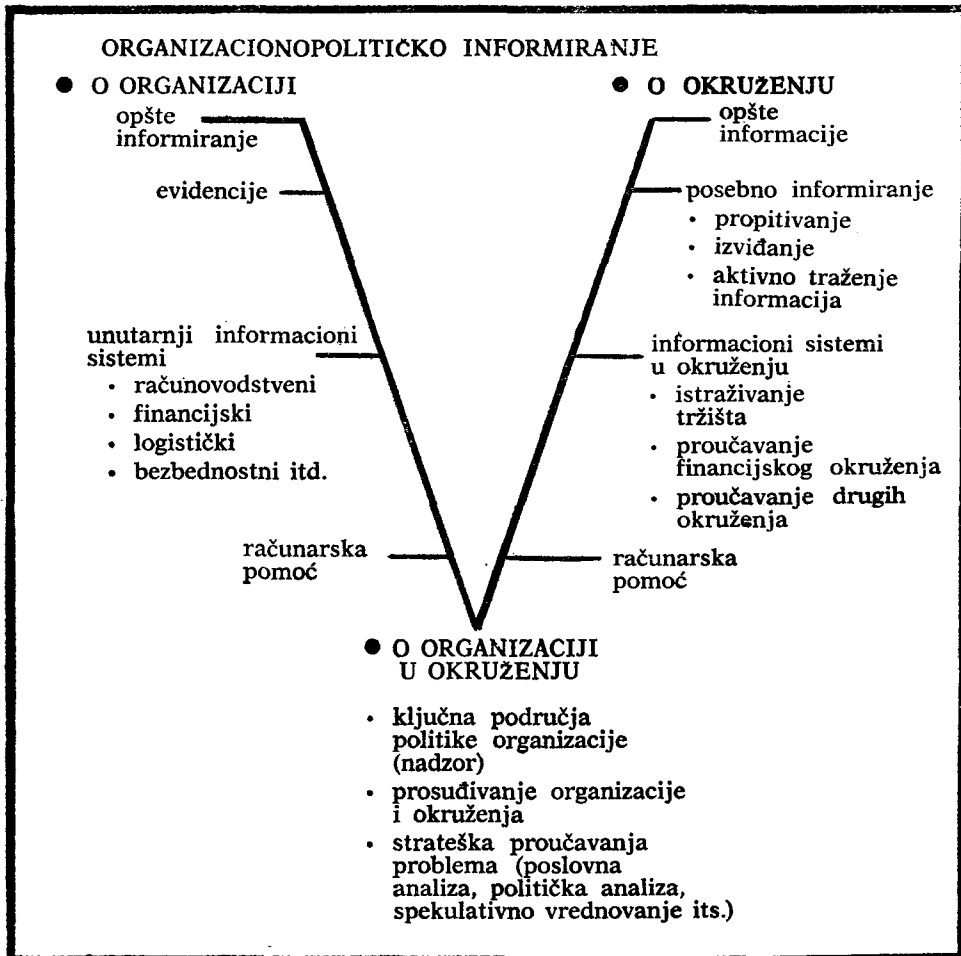 ORGANIZACIONOPOLITIČKO INFORMIRANJE
● O ORGANIZACIJI
opšte
informiranje
evidencije
unutarnji informacioni
sistemi
• računovodstveni
• financijski
• logistički
• bezbednostni itd.
računarska
pomoć
● O OKRUŽENJU
opšte
informacije
posebno informiranje
• propitivanje
• izviđanje
• aktivno traženje
informacija
informacioni sistemi
u okruženju
• istraživanje
tržišta
• proučavanje
financijskog okruženja
• proučavanje drugih
okruženja
računarska
pomoć
● O ORGANIZACIJI
U OKRUŽENJU
• ključna područja
politike organizacije
(nadzor)
• prosuđivanje organizacije
i okruženja
• strateška proučavanja
problema (poslovna
analiza, politička analiza,
spekulativno vrednovanje its.)